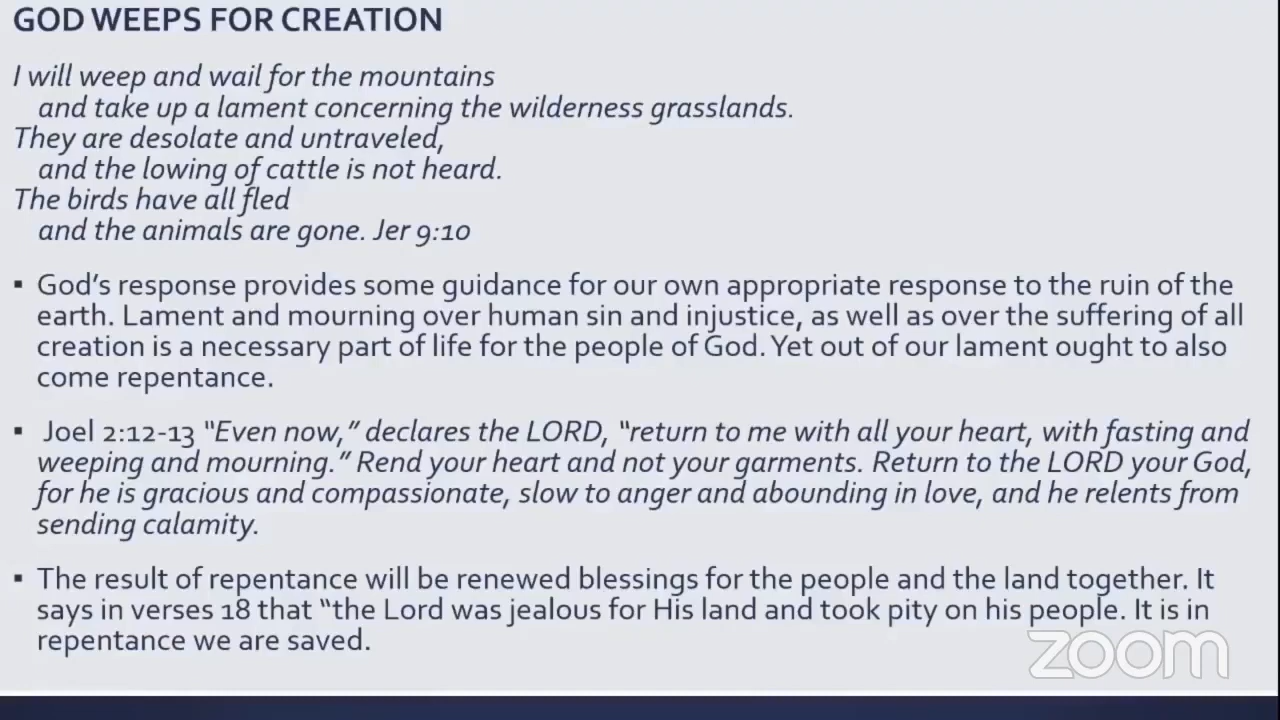 GOD WEEPS FOR CREATION
I will weep and wail for the mountains
and take up a lament concerning the wilderness grasslands.
They are desolate and untraveled,
and the lowing of cattle is not heard.
The birds have all fled
and the animals are gone. Jer 9:10
▪ God's response provides some guidance for our own appropriate response to the ruin of the
earth. Lament and mourning over human sin and injustice, as well as over the suffering of all
creation is a necessary part of life for the people of God. Yet out of our lament ought to also
come repentance.
▪ Joel 2:12-13 “Even now,” declares the LORD, “return to me with all your heart, with fasting and
weeping and mourning.” Rend your heart and not your garments. Return to the LORD your God,
for he is gracious and compassionate, slow to anger and abounding in love, and he relents from
sending calamity.
▪ The result of repentance will be renewed blessings for the people and the land together. It
says in verses 18 that “the Lord was jealous for His land and took pity on his people. It is in
repentance we are saved.
zoom